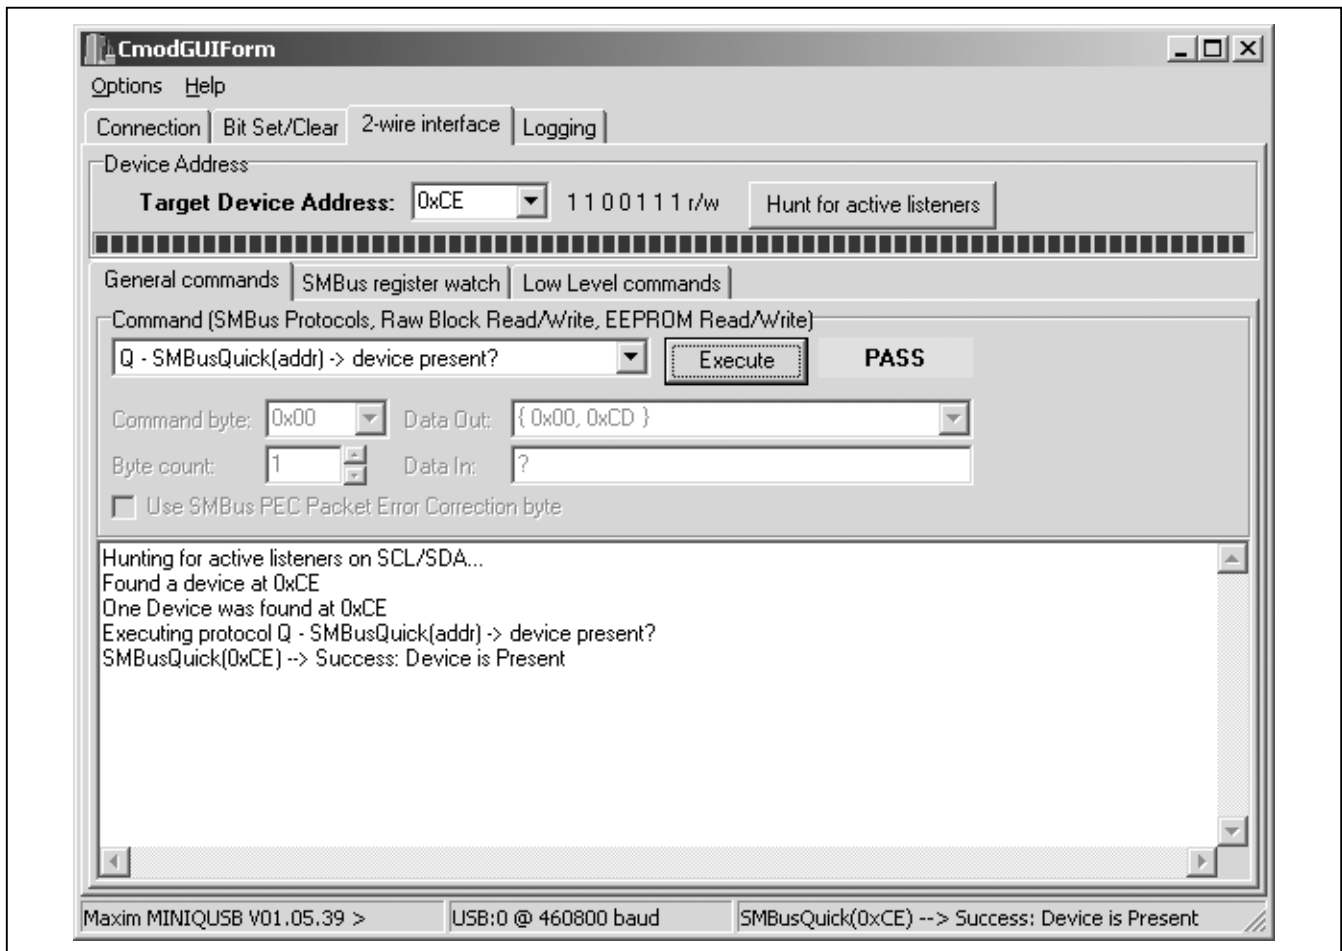 CmodGUIForm
Options Help
Connection Bit Set/Clear 2-wire interface Logging
Device Address
Target Device Address: 0xCE 1 1 0 0 1 1 1 r/w Hunt for active listeners
General commands SMBus register watch Low Level commands
Command (SMBus Protocols, Raw Block Read/Write, EEPROM Read/Write)
Q - SMBusQuick(addr) -> device present? Execute PASS
Command byte: 0x00 Data Out: { 0x00, 0xCD }
Byte count: 1 Data In: ?
Use SMBus PEC Packet Error Correction byte
Hunting for active listeners on SCL/SDA...
Found a device at 0xCE
One Device was found at 0xCE
Executing protocol Q - SMBusQuick(addr) -> device present?
SMBusQuick(0xCE) --> Success: Device is Present
Maxim MINIQUSB V01.05.39 > USB:0 @ 460800 baud SMBusQuick(0xCE) --> Success: Device is Present